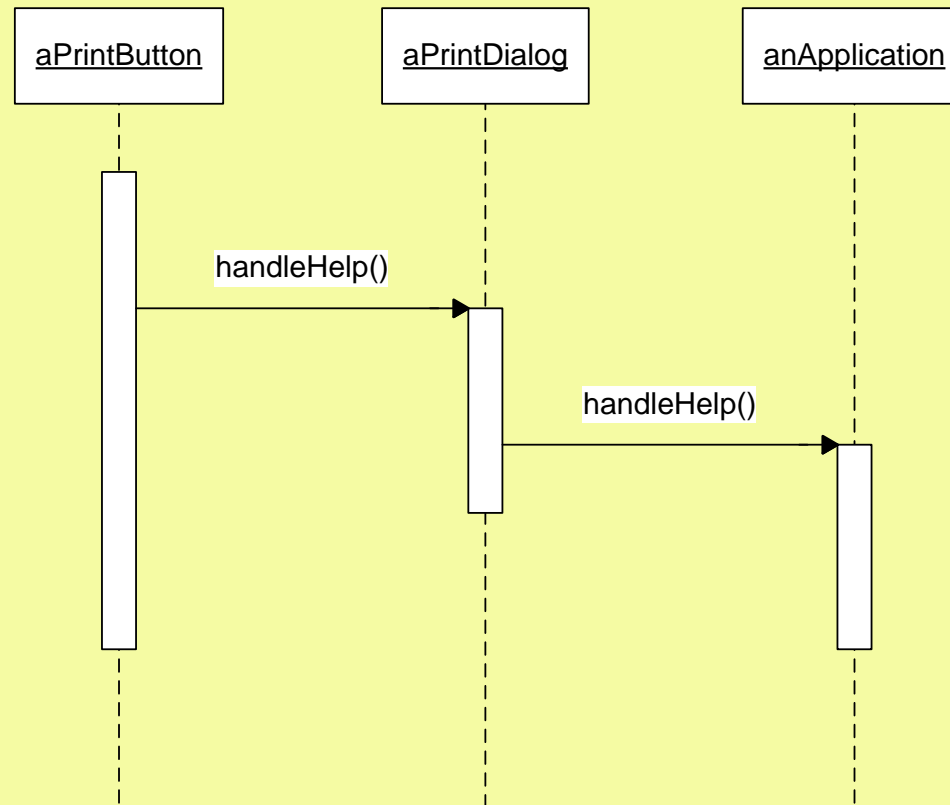 aPrintButton
aPrintDialog
anApplication
handleHelp()
handleHelp()